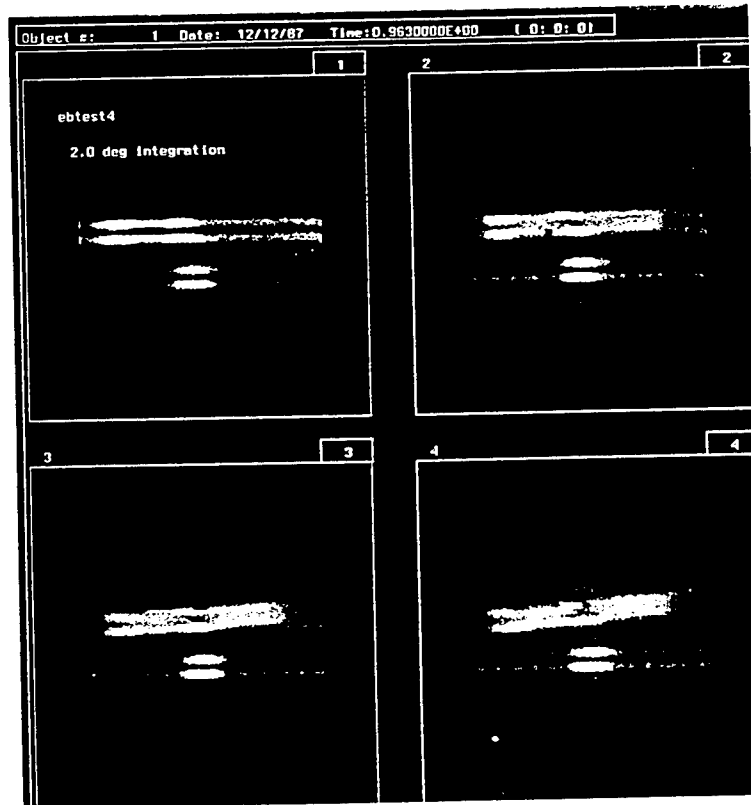 Object #: 1 Date: 12/12/87 Time:0.9630000E+00 [ 0: 0: 0]
1
2 2
ebtest4
2.0 deg integration
3 3
4 4